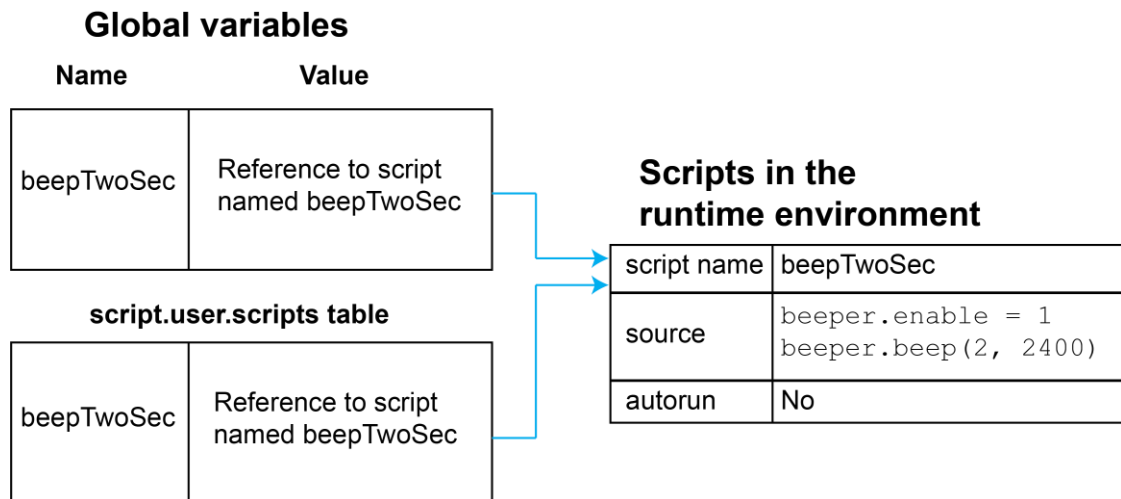 Global variables
Name Value
beepTwoSec
Reference to script
named beepTwoSec
script.user.scripts table
beepTwoSec
Reference to script
named beepTwoSec
Scripts in the
runtime environment
script name beepTwoSec
source
beeper.enable = 1
beeper.beep(2, 2400)
autorun No